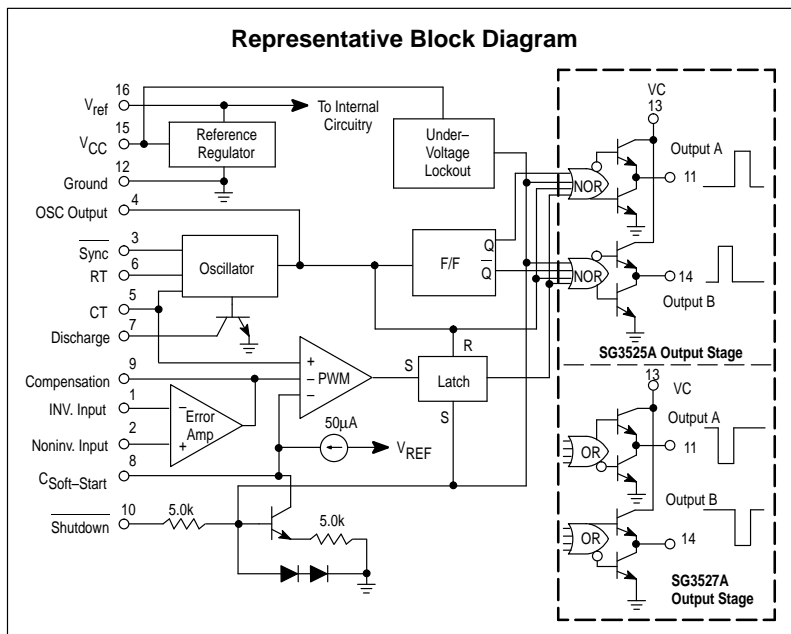 Representative Block Diagram
16
Vref
To Internal
Circuitry
15
VCC
Reference
Regulator
Under–
Voltage
Lockout
12
Ground
4
OSC Output
3
Sync
6
RT
5
CT
7
Discharge
Oscillator
F/F
Q
Q
9
Compensation
1
INV. Input
2
Noninv. Input
8
CSoft–Start
10
Shutdown
–
+
Error
Amp
+
–
–
PWM
S
R
Latch
S
50µA
VREF
5.0k
5.0k
VC
13
NOR
Output A
11
NOR
14
Output B
SG3525A Output Stage
13
VC
Output A
OR
11
Output B
OR
14
SG3527A
Output Stage